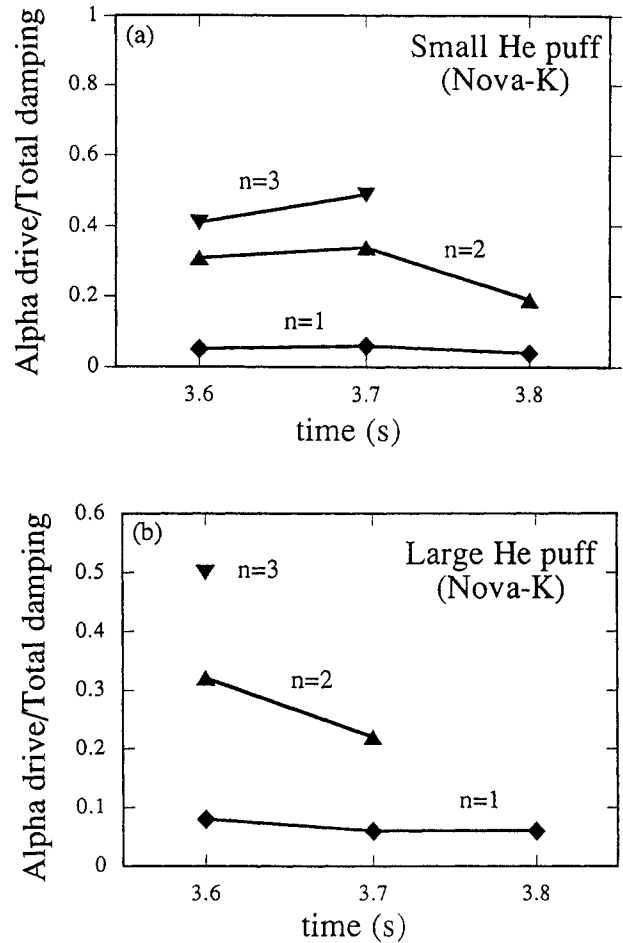 (a)
Small He puff
(Nova-K)
Alpha drive/Total damping
1
0.8
0.6
0.4
0.2
0
n=3
n=2
n=1
3.6
3.7
3.8
time (s)
(b)
Large He puff
(Nova-K)
Alpha drive/Total damping
0.6
0.5
0.4
0.3
0.2
0.1
0
n=3
n=2
n=1
3.6
3.7
3.8
time (s)